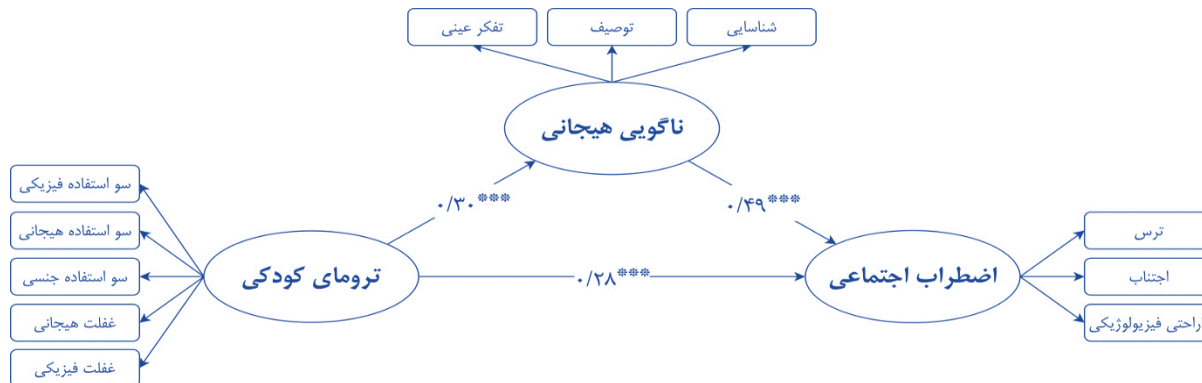 شناسایی
توصیف
تفکر عینی
ناگویی هیجانی
۰/۳۰***
۰/۴۹***
سو استفاده فیزیکی
سو استفاده هیجانی
سو استفاده جنسی
غفلت هیجانی
غفلت فیزیکی
ترومای کودکی
۰/۲۸***
اضطراب اجتماعی
ترس
اجتناب
راحتی فیزیولوژیکی